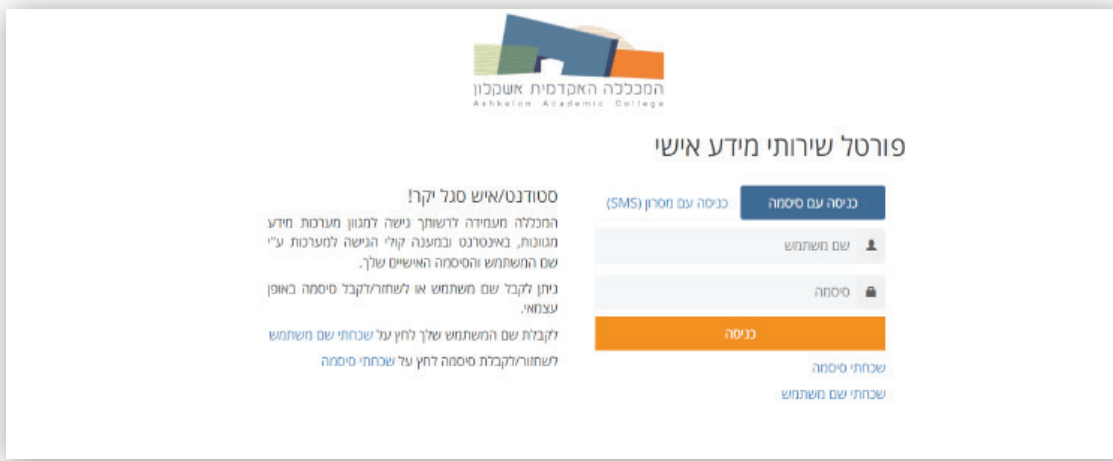 המכללה האקדמית אשקלון
Ashkelon Academic College
פורטל שירותי מידע אישי
כניסה עם סיסמה
כניסה עם מסרון (SMS)
שם משתמש
סיסמה
כניסה
שכחתי סיסמה
שכחתי שם משתמש
סטודנט/איש סגל יקר!
המכללה מעמידה לרשותך גישה למגוון מערכות מידע
מגוונות, באינטרנט ובמענה קולי הגישה למערכות ע"י
שם המשתמש והסיסמה האישיים שלך.
ניתן לקבל שם משתמש או לשחזר/לקבל סיסמה באופן
עצמאי.
לקבלת שם המשתמש שלך לחץ על שכחתי שם משתמש
לשחזור/לקבלת סיסמה לחץ על שכחתי סיסמה